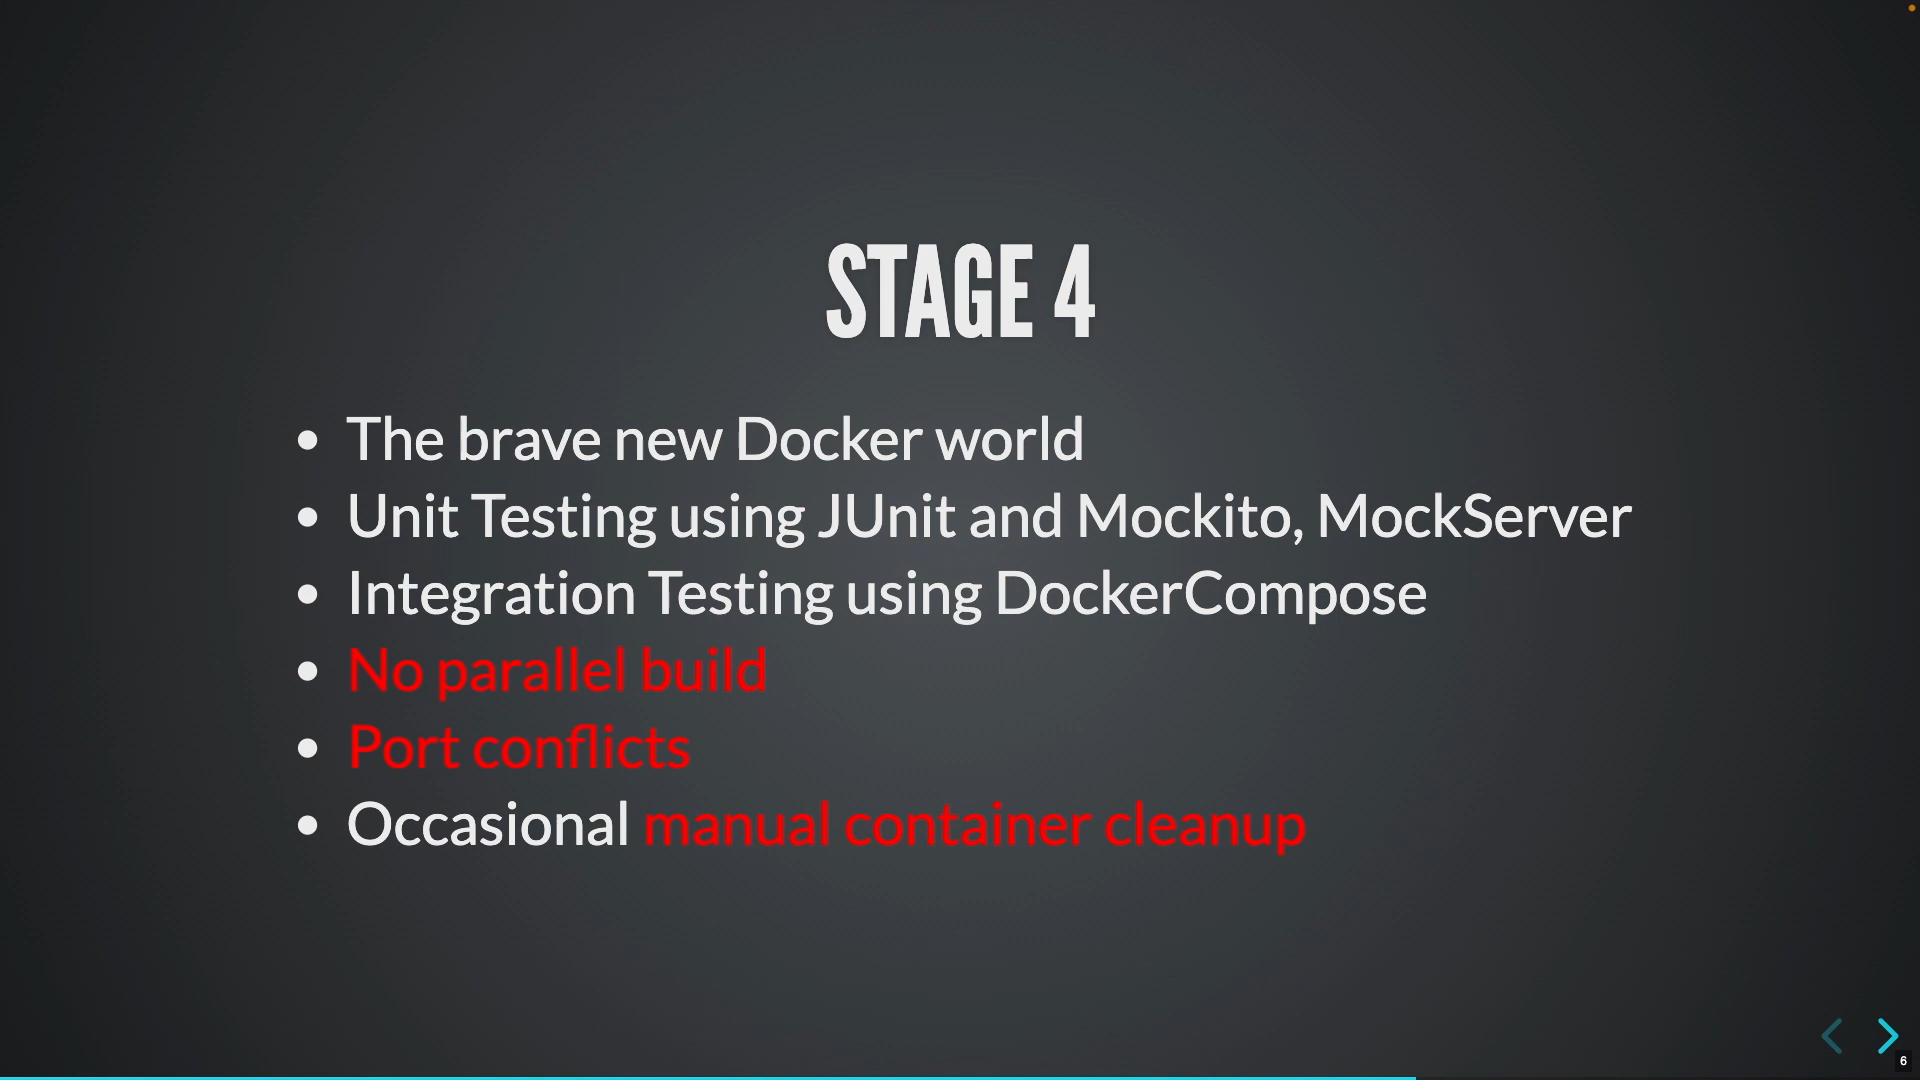 STAGE 4
• The brave new Docker world
• Unit Testing using JUnit and Mockito, MockServer
• Integration Testing using DockerCompose
• No parallel build
• Port conflicts
• Occasional manual container cleanup
6